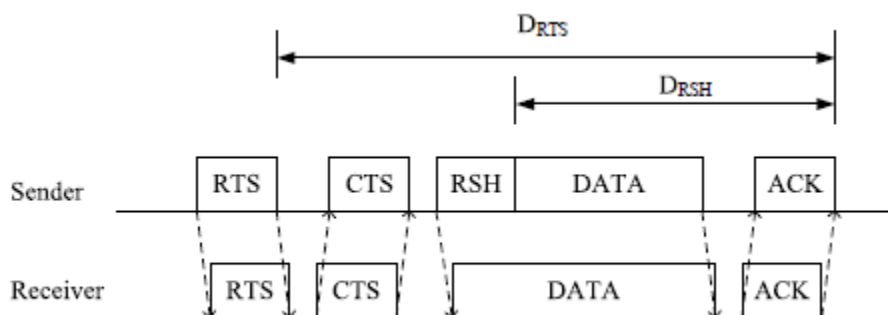 DRTS
DRSH
Sender RTS CTS RSH DATA ACK
Receiver RTS CTS DATA ACK